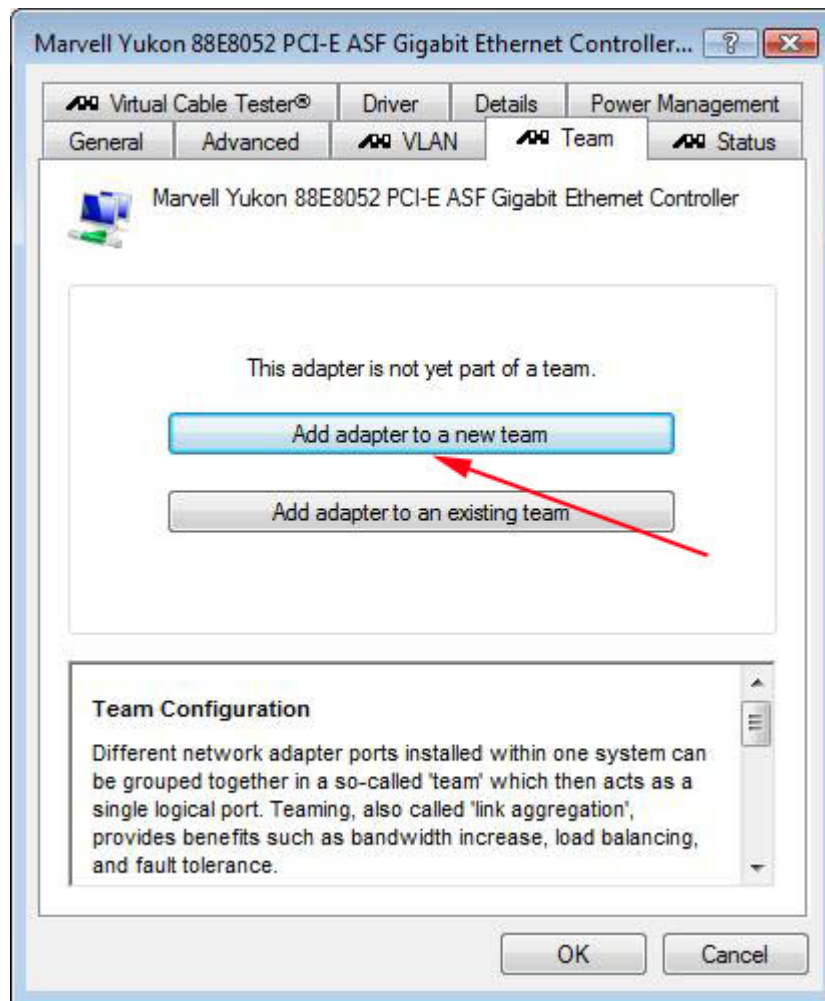 Marvell Yukon 88E8052 PCI-E ASF Gigabit Ethernet Controller...
Virtual Cable Tester®
Driver
Details
Power Management
General
Advanced
VLAN
Team
Status
Marvell Yukon 88E8052 PCI-E ASF Gigabit Ethernet Controller
This adapter is not yet part of a team.
Add adapter to a new team
Add adapter to an existing team
Team Configuration
Different network adapter ports installed within one system can
be grouped together in a so-called 'team' which then acts as a
single logical port. Teaming, also called 'link aggregation',
provides benefits such as bandwidth increase, load balancing,
and fault tolerance.
OK
Cancel